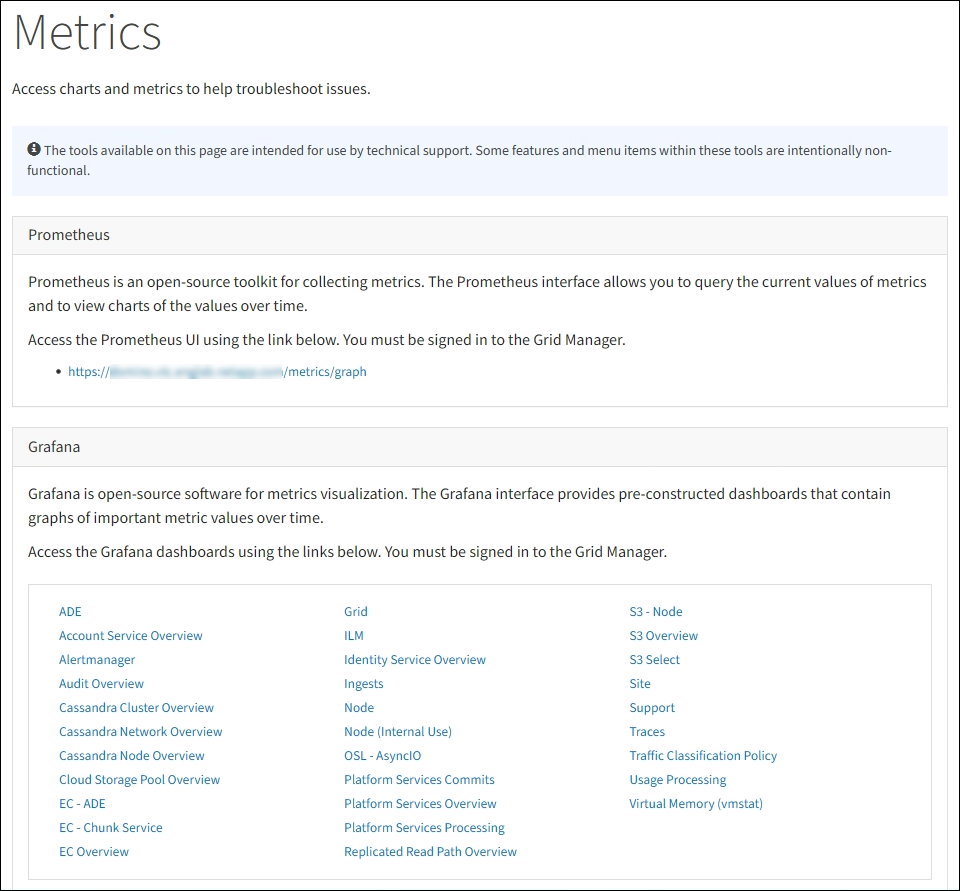 Metrics
Access charts and metrics to help troubleshoot issues.
The tools available on this page are intended for use by technical support. Some features and menu items within these tools are intentionally non-
functional.
Prometheus
Prometheus is an open-source toolkit for collecting metrics. The Prometheus interface allows you to query the current values of metrics
and to view charts of the values over time.
Access the Prometheus UI using the link below. You must be signed in to the Grid Manager.
• https:// /metrics/graph
Grafana
Grafana is open-source software for metrics visualization. The Grafana interface provides pre-constructed dashboards that contain
graphs of important metric values over time.
Access the Grafana dashboards using the links below. You must be signed in to the Grid Manager.
ADE
Account Service Overview
Alertmanager
Audit Overview
Cassandra Cluster Overview
Cassandra Network Overview
Cassandra Node Overview
Cloud Storage Pool Overview
EC - ADE
EC - Chunk Service
EC Overview
Grid
ILM
Identity Service Overview
Ingests
Node
Node (Internal Use)
OSL - AsyncIO
Platform Services Commits
Platform Services Overview
Platform Services Processing
Replicated Read Path Overview
S3 - Node
S3 Overview
S3 Select
Site
Support
Traces
Traffic Classification Policy
Usage Processing
Virtual Memory (vmstat)